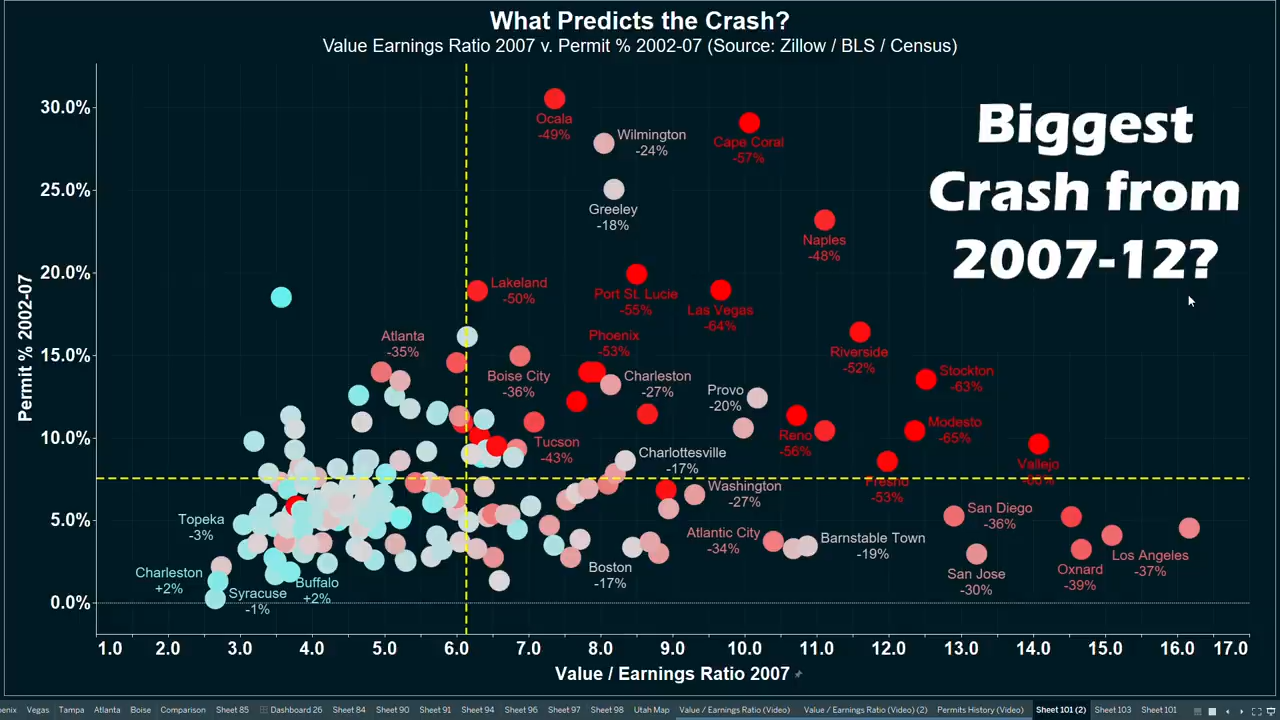 What Predicts the Crash?
Value Earnings Ratio 2007 v. Permit % 2002-07 (Source: Zillow / BLS / Census)
Biggest
Crash from
2007-12?
Permit % 2002-07
30.0%
25.0%
20.0%
15.0%
10.0%
5.0%
0.0%
Ocala
-49%
Wilmington
-24%
Cape Coral
-57%
Greeley
-18%
Naples
-48%
Lakeland
-50%
Port St. Lucie
-55%
Las Vegas
-64%
Atlanta
-35%
Phoenix
-53%
Riverside
-52%
Boise City
-36%
Charleston
-27%
Provo
-20%
Stockton
-63%
Tucson
-43%
Reno
-56%
Modesto
-65%
Charlottesville
-17%
Vallejo
Fresno
-53%
Washington
-27%
Topeka
-3%
San Diego
-36%
Atlantic City
-34%
Barnstable Town
-19%
Los Angeles
-37%
Boston
-17%
San Jose
-30%
Oxnard
-39%
Charleston
+2%
Buffalo
+2%
Syracuse
-1%
1.0 2.0 3.0 4.0 5.0 6.0 7.0 8.0 9.0 10.0 11.0 12.0 13.0 14.0 15.0 16.0 17.0
Value / Earnings Ratio 2007
oenix Vegas Tampa Atlanta Boise Comparison Sheet 85 Dashboard 26 Sheet 84 Sheet 90 Sheet 91 Sheet 94 Sheet 96 Sheet 97 Sheet 98 Utah Map Value / Earnings Ratio (Video) Value / Earnings Ratio (Video) (2) Permits History (Video) Sheet 101 (2) Sheet 103 Sheet 101